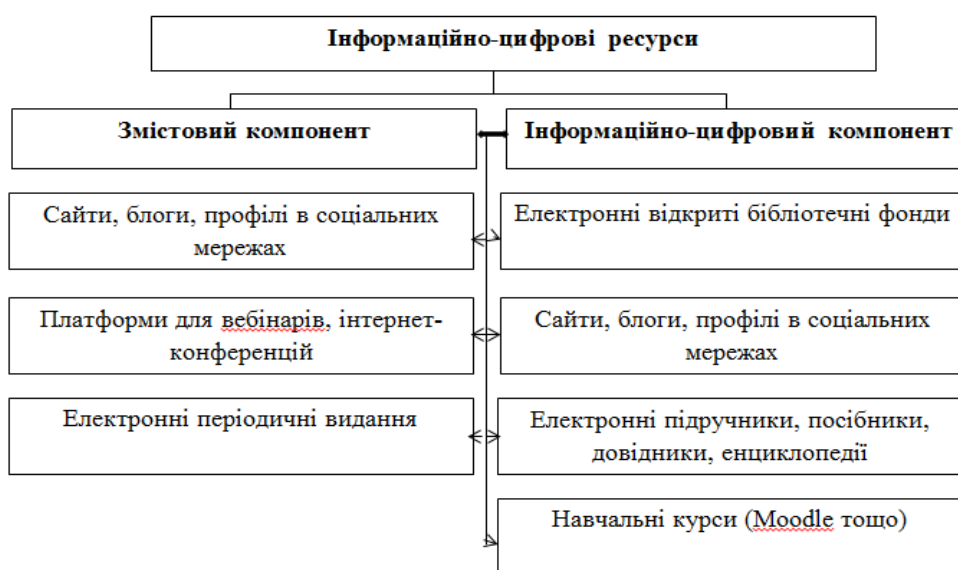 Інформаційно-цифрові ресурси
Змістовий компонент
Інформаційно-цифровий компонент
Сайти, блоги, профілі в соціальних
мережах
Електронні відкриті бібліотечні фонди
Платформи для вебінарів, інтернет-
конференцій
Сайти, блоги, профілі в соціальних
мережах
Електронні періодичні видання
Електронні підручники, посібники,
довідники, енциклопедії
Навчальні курси (Moodle тощо)